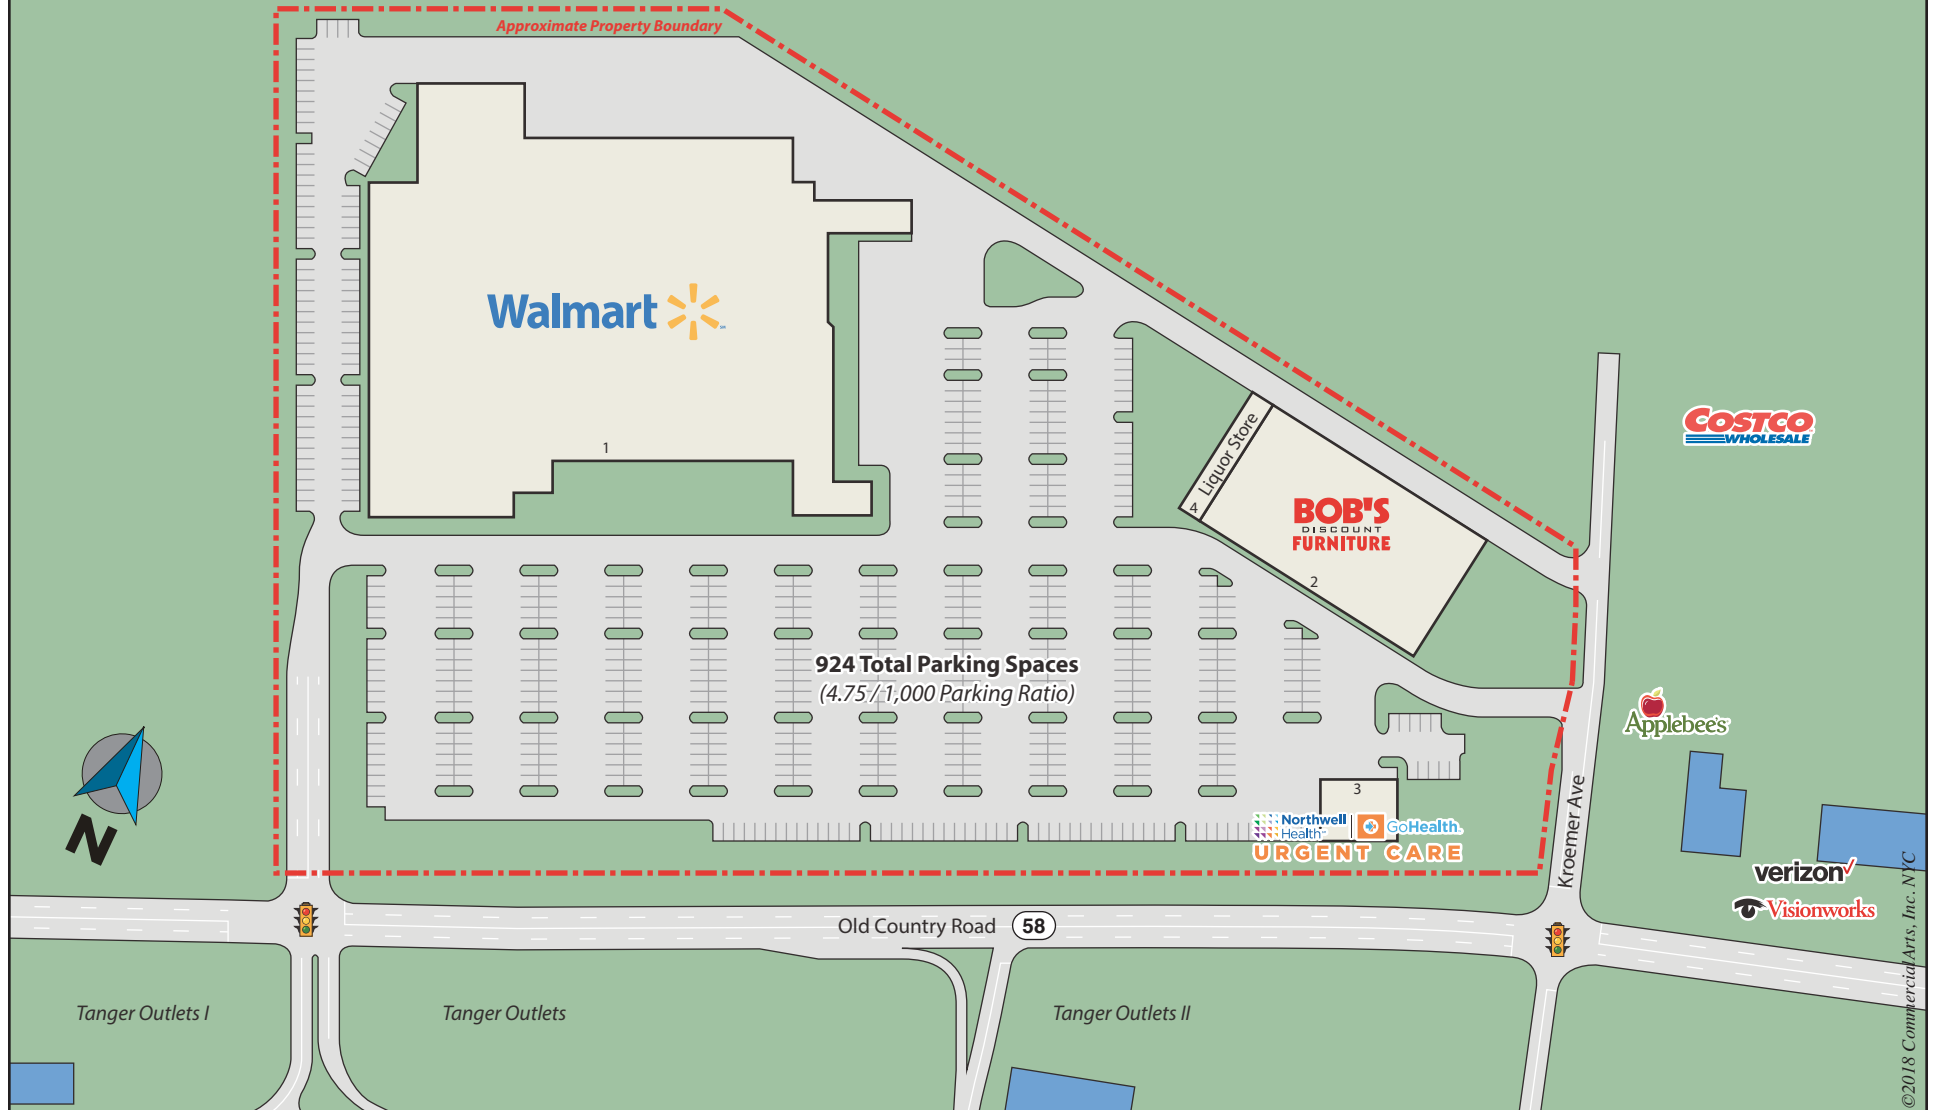 Approximate Property Boundary
Walmart
1
Liquor Store
4
BOB'S
DISCOUNT
FURNITURE
2
COSTCO
WHOLESALE
924 Total Parking Spaces
(4.75 / 1,000 Parking Ratio)
Applebee's
3
Northwell
Health
GoHealth
URGENT CARE
Kroemer Ave
N
verizon
Visionworks
Old Country Road 58
Tanger Outlets I
Tanger Outlets
Tanger Outlets II
©2018 CommercialArts, Inc. NYC